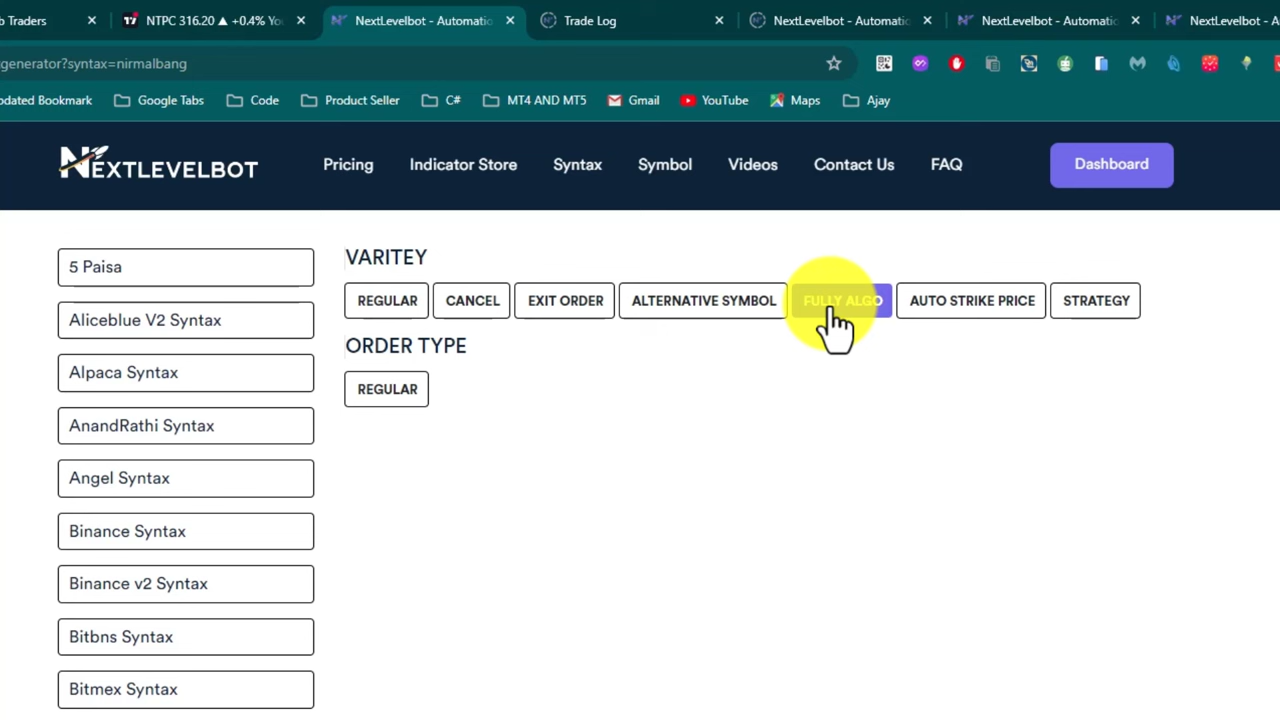 b Traders
NTPC 316.20 ▲ +0.4% Yo
NextLevelbot - Automatic
Trade Log
NextLevelbot - Automatic
NextLevelbot - Automatic
NextLevelbot - A
generator?syntax=nirmalbang
pdated Bookmark
Google Tabs
Code
Product Seller
C#
MT4 AND MT5
Gmail
YouTube
Maps
Ajay
NEXTLEVELBOT
Pricing
Indicator Store
Syntax
Symbol
Videos
Contact Us
FAQ
Dashboard
5 Paisa
Aliceblue V2 Syntax
Alpaca Syntax
AnandRathi Syntax
Angel Syntax
Binance Syntax
Binance v2 Syntax
Bitbns Syntax
Bitmex Syntax
VARITEY
REGULAR
CANCEL
EXIT ORDER
ALTERNATIVE SYMBOL
FULLY ALGO
AUTO STRIKE PRICE
STRATEGY
ORDER TYPE
REGULAR